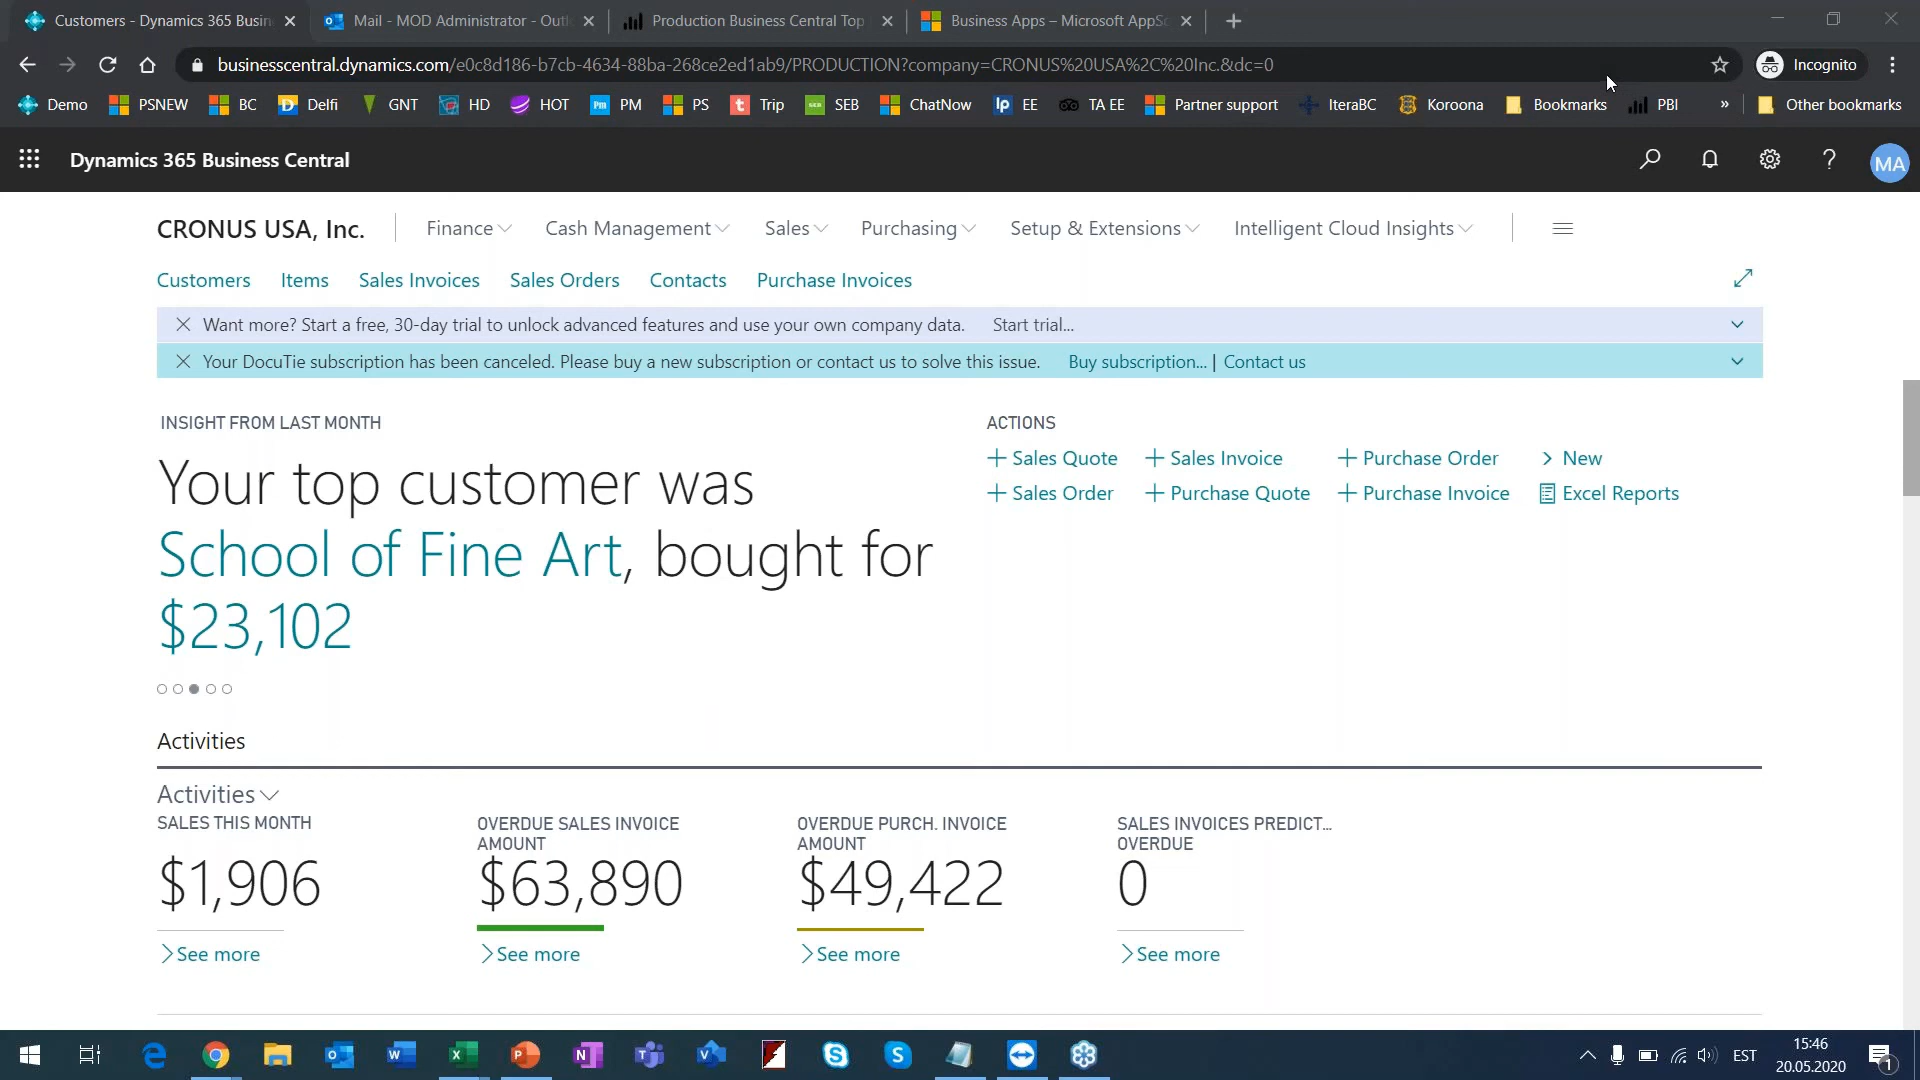 Customers - Dynamics 365 Busin
Mail - MOD Administrator - Outl
Production Business Central Top
Business Apps – Microsoft AppSo
businesscentral.dynamics.com/e0c8d186-b7cb-4634-88ba-268ce2ed1ab9/PRODUCTION?company=CRONUS%20USA%2C%20Inc.&dc=0
Incognito
Demo
PSNEW
BC
Delfi
GNT
HD
HOT
PM
PS
Trip
SEB
ChatNow
EE
TA EE
Partner support
IteraBC
Koroona
Bookmarks
PBI
»
Other bookmarks
Dynamics 365 Business Central
MA
CRONUS USA, Inc.
Finance
Cash Management
Sales
Purchasing
Setup & Extensions
Intelligent Cloud Insights
Customers
Items
Sales Invoices
Sales Orders
Contacts
Purchase Invoices
Want more? Start a free, 30-day trial to unlock advanced features and use your own company data. Start trial...
Your DocuTie subscription has been canceled. Please buy a new subscription or contact us to solve this issue. Buy subscription... | Contact us
INSIGHT FROM LAST MONTH
Your top customer was
School of Fine Art, bought for
$23,102
ACTIONS
+ Sales Quote
+ Sales Invoice
+ Purchase Order
> New
+ Sales Order
+ Purchase Quote
+ Purchase Invoice
Excel Reports
Activities
Activities
SALES THIS MONTH
$1,906
>See more
OVERDUE SALES INVOICE
AMOUNT
$63,890
>See more
OVERDUE PURCH. INVOICE
AMOUNT
$49,422
>See more
SALES INVOICES PREDICT...
OVERDUE
0
>See more
EST
15:46
20.05.2020
1